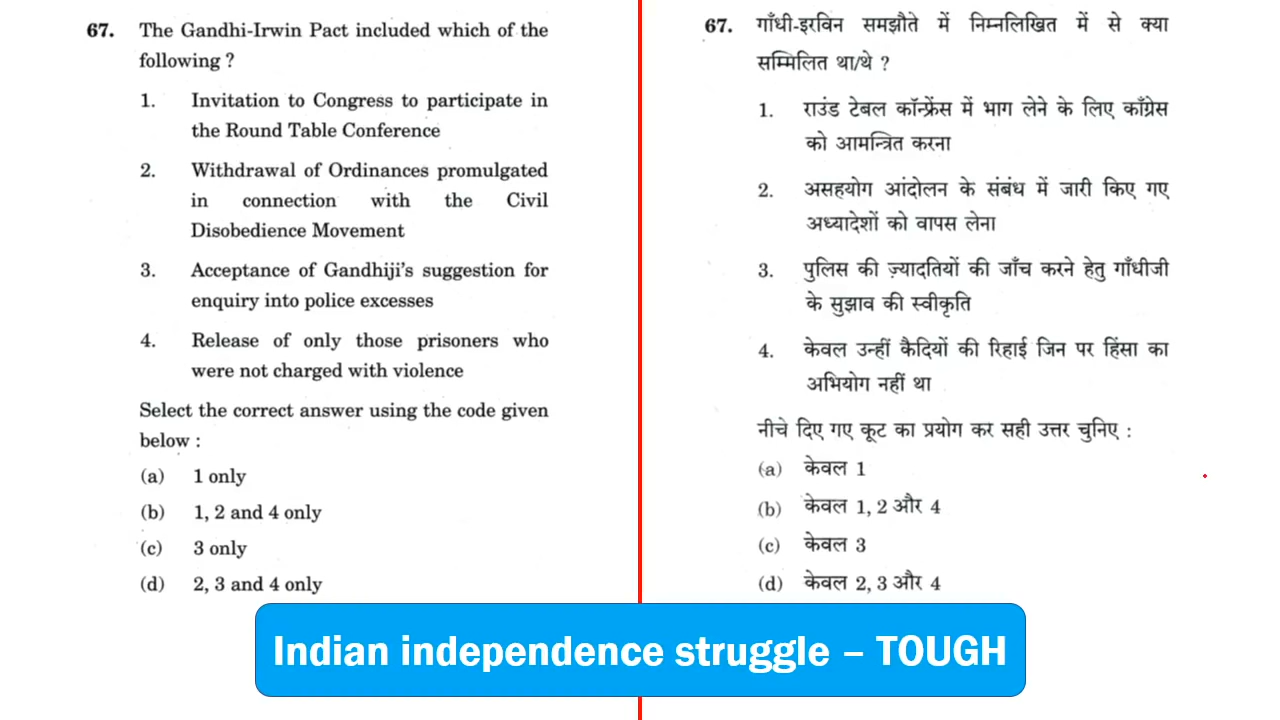 67. The Gandhi-Irwin Pact included which of the
following ?
1. Invitation to Congress to participate in
the Round Table Conference
2. Withdrawal of Ordinances promulgated
in connection with the Civil
Disobedience Movement
3. Acceptance of Gandhiji's suggestion for
enquiry into police excesses
4. Release of only those prisoners who
were not charged with violence
Select the correct answer using the code given
below :
(a) 1 only
(b) 1, 2 and 4 only
(c) 3 only
(d) 2, 3 and 4 only
67. गाँधी-इरविन समझौते में निम्नलिखित में से क्या
सम्मिलित था/थे ?
1. राउंड टेबल कॉन्फ्रेंस में भाग लेने के लिए काँग्रेस
को आमन्त्रित करना
2. असहयोग आंदोलन के संबंध में जारी किए गए
अध्यादेशों को वापस लेना
3. पुलिस की ज़्यादतियों की जाँच करने हेतु गाँधीजी
के सुझाव की स्वीकृति
4. केवल उन्हीं कैदियों की रिहाई जिन पर हिंसा का
अभियोग नहीं था
नीचे दिए गए कूट का प्रयोग कर सही उत्तर चुनिए :
(a) केवल 1
(b) केवल 1, 2 और 4
(c) केवल 3
(d) केवल 2, 3 और 4
Indian independence struggle – TOUGH